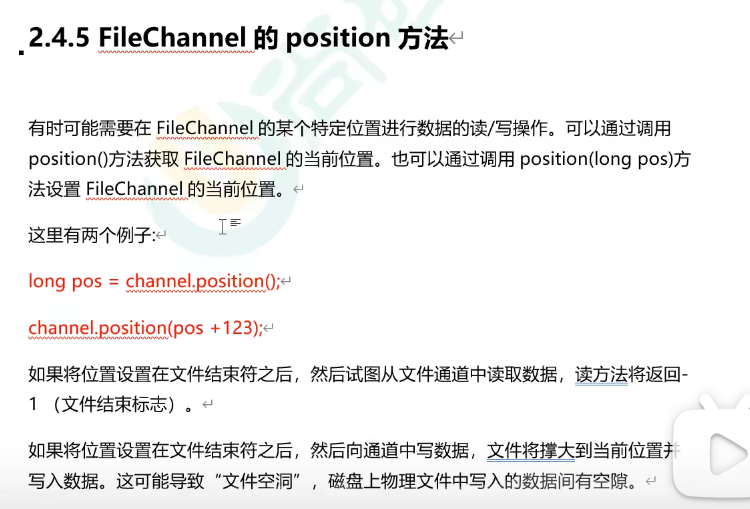 2.4.5 FileChannel 的 position 方法
有时可能需要在 FileChannel 的某个特定位置进行数据的读/写操作。可以通过调用
position()方法获取 FileChannel 的当前位置。也可以通过调用 position(long pos)方
法设置 FileChannel 的当前位置。
这里有两个例子:
long pos = channel.position();
channel.position(pos +123);
如果将位置设置在文件结束符之后，然后试图从文件通道中读取数据，读方法将返回-
1 （文件结束标志）。
如果将位置设置在文件结束符之后，然后向通道中写数据，文件将撑大到当前位置并
写入数据。这可能导致“文件空洞”，磁盘上物理文件中写入的数据间有空隙。